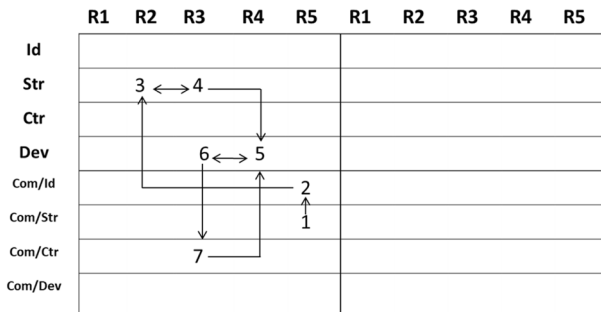 R1 R2 R3 R4 R5 R1 R2 R3 R4 R5
Id
Str 3 4
Ctr
Dev 6 5
Com/Id 2
Com/Str 1
Com/Ctr 7
Com/Dev